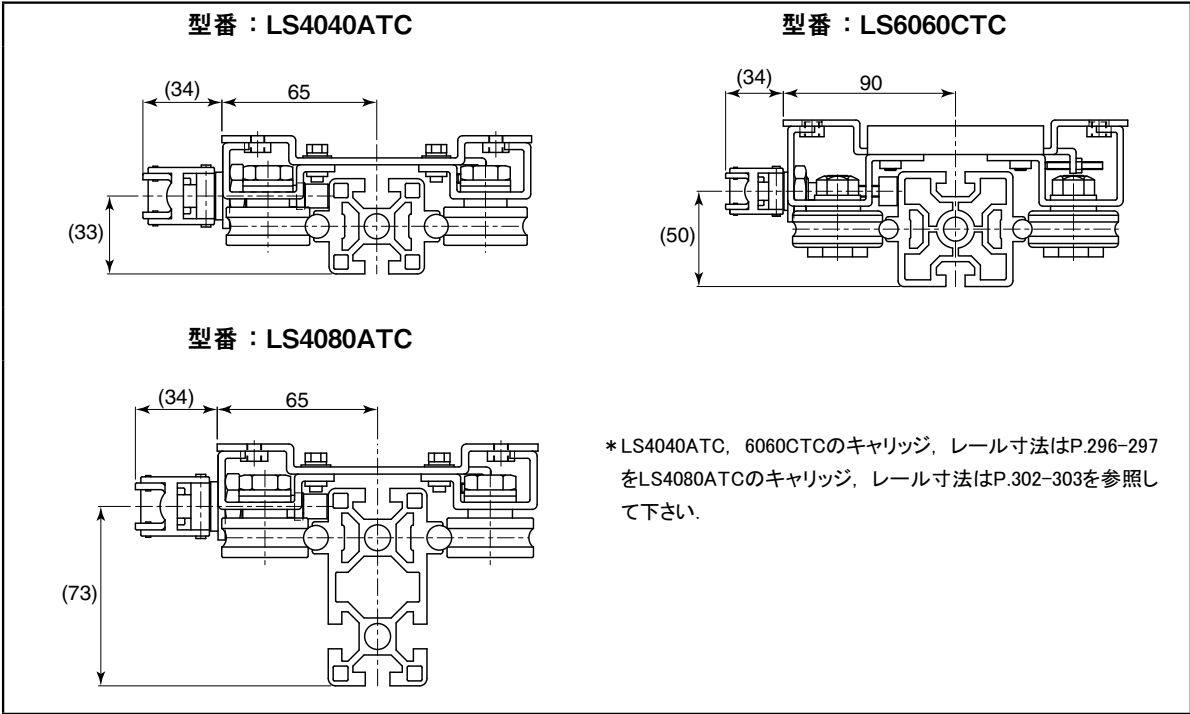 型番：LS4040ATC
(34)
65
(33)
型番：LS6060CTC
(34)
90
(50)
型番：LS4080ATC
(34)
65
(73)
*LS4040ATC, 6060CTCのキャリッジ, レール寸法はP.296-297
をLS4080ATCのキャリッジ, レール寸法はP.302-303を参照し
て下さい.